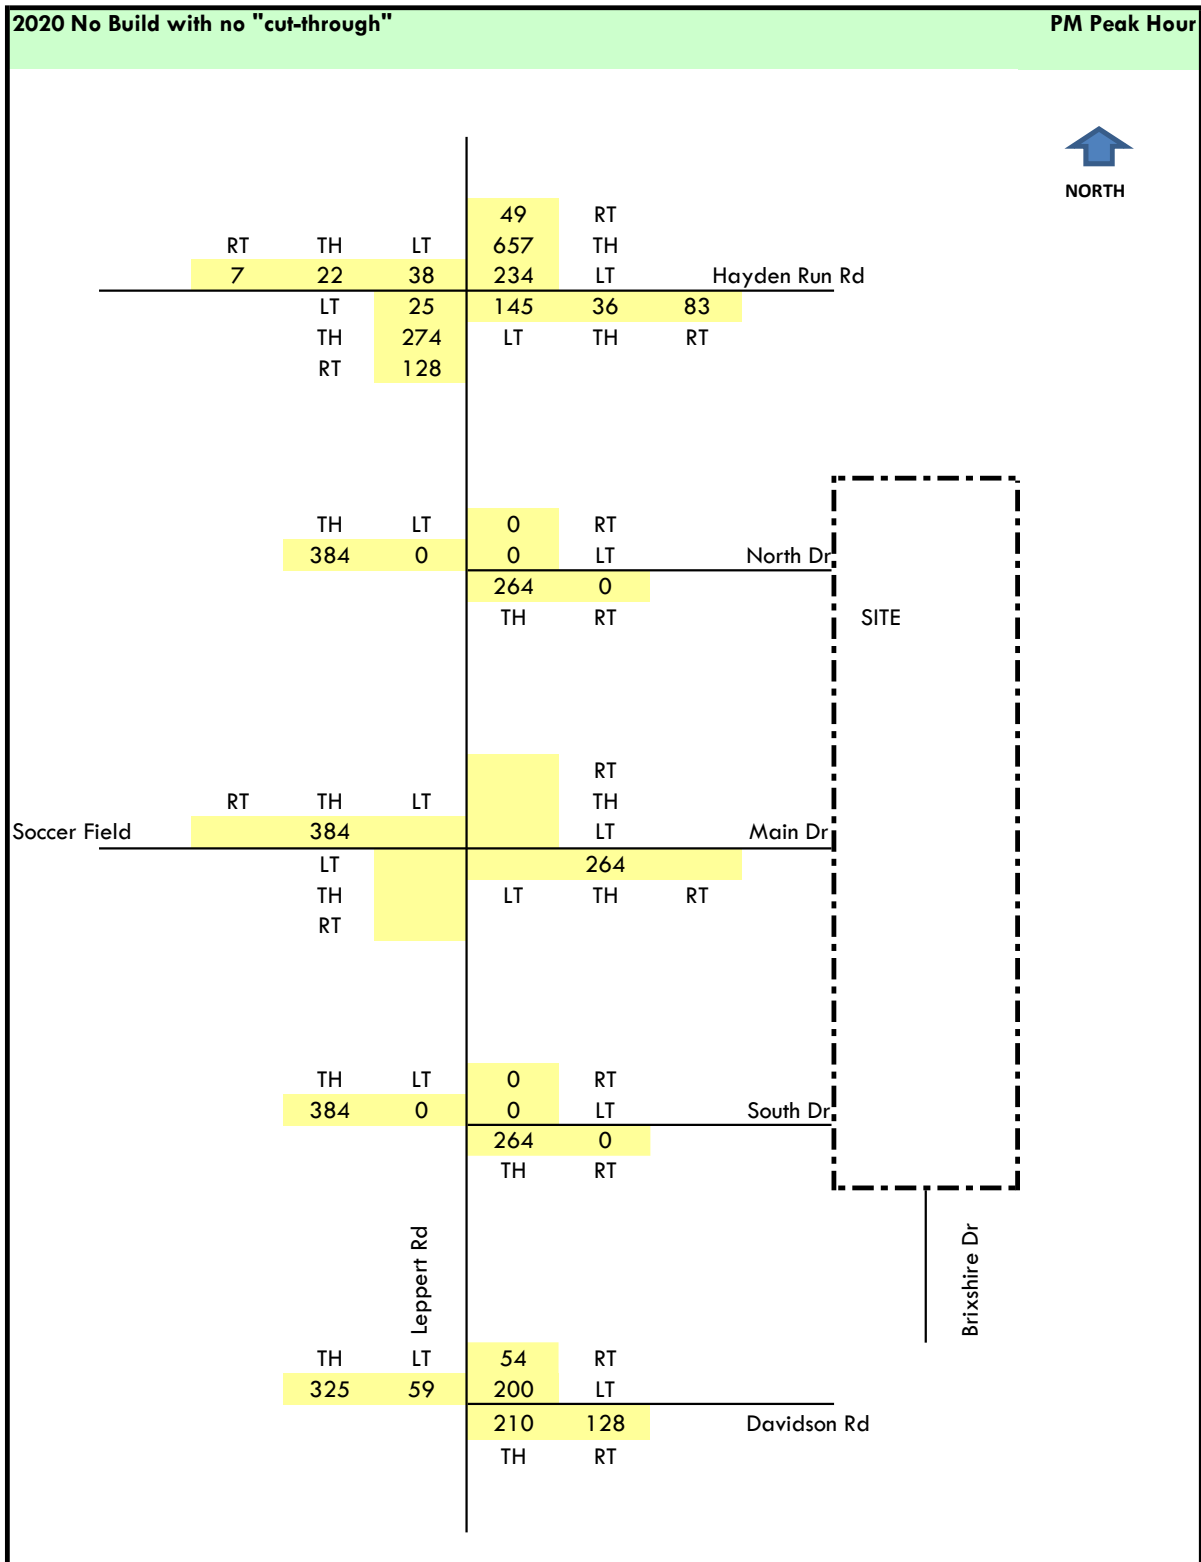 2020 No Build with no "cut-through" PM Peak Hour
NORTH
49 RT
RT TH LT 657 TH
7 22 38 234 LT Hayden Run Rd
LT 25 145 36 83
TH 274 LT TH RT
RT 128
TH LT 0 RT
384 0 0 LT North Dr
264 0
TH RT SITE
RT
RT TH LT TH
Soccer Field 384 LT Main Dr
LT 264
TH LT TH RT
RT
TH LT 0 RT
384 0 0 LT South Dr
264 0
TH RT
Leppert Rd
Brixshire Dr
TH LT 54 RT
325 59 200 LT
210 128 Davidson Rd
TH RT